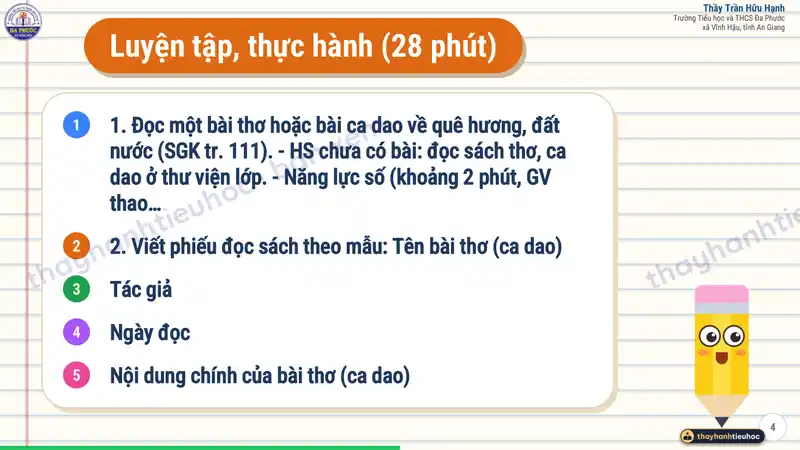 Thầy Trần Hữu Hạnh
Trường Tiểu học và THCS Đa Phước
xã Vĩnh Hậu, tỉnh An Giang
ĐA PHƯỚC
Luyện tập, thực hành (28 phút)
1
1. Đọc một bài thơ hoặc bài ca dao về quê hương, đất
nước (SGK tr. 111). - HS chưa có bài: đọc sách thơ, ca
dao ở thư viện lớp. - Năng lực số (khoảng 2 phút, GV
thao...
2
2. Viết phiếu đọc sách theo mẫu: Tên bài thơ (ca dao)
3
Tác giả
4
Ngày đọc
5
Nội dung chính của bài thơ (ca dao)
thayhanhtieuhoc
thayhanhtieuhoc
4